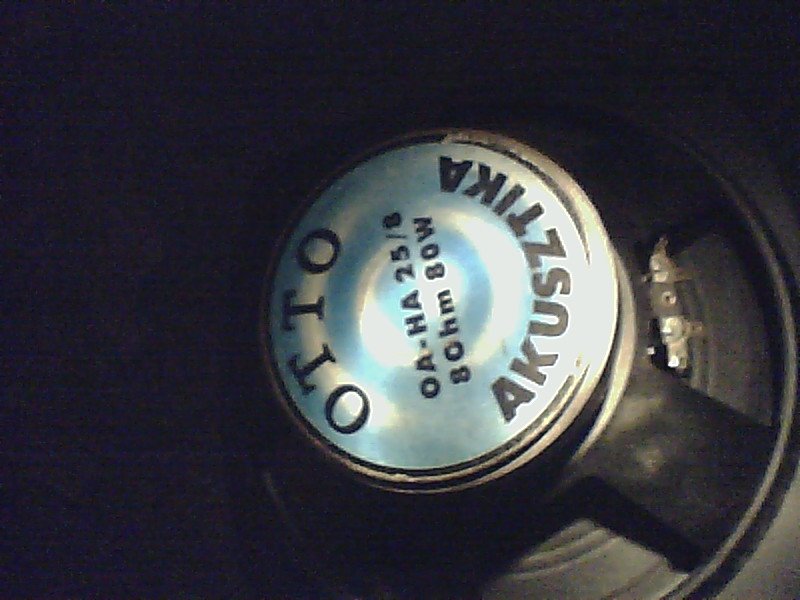 OTTO
OA-HA 25/8
8Ohm 80W
AKUSZTIKA